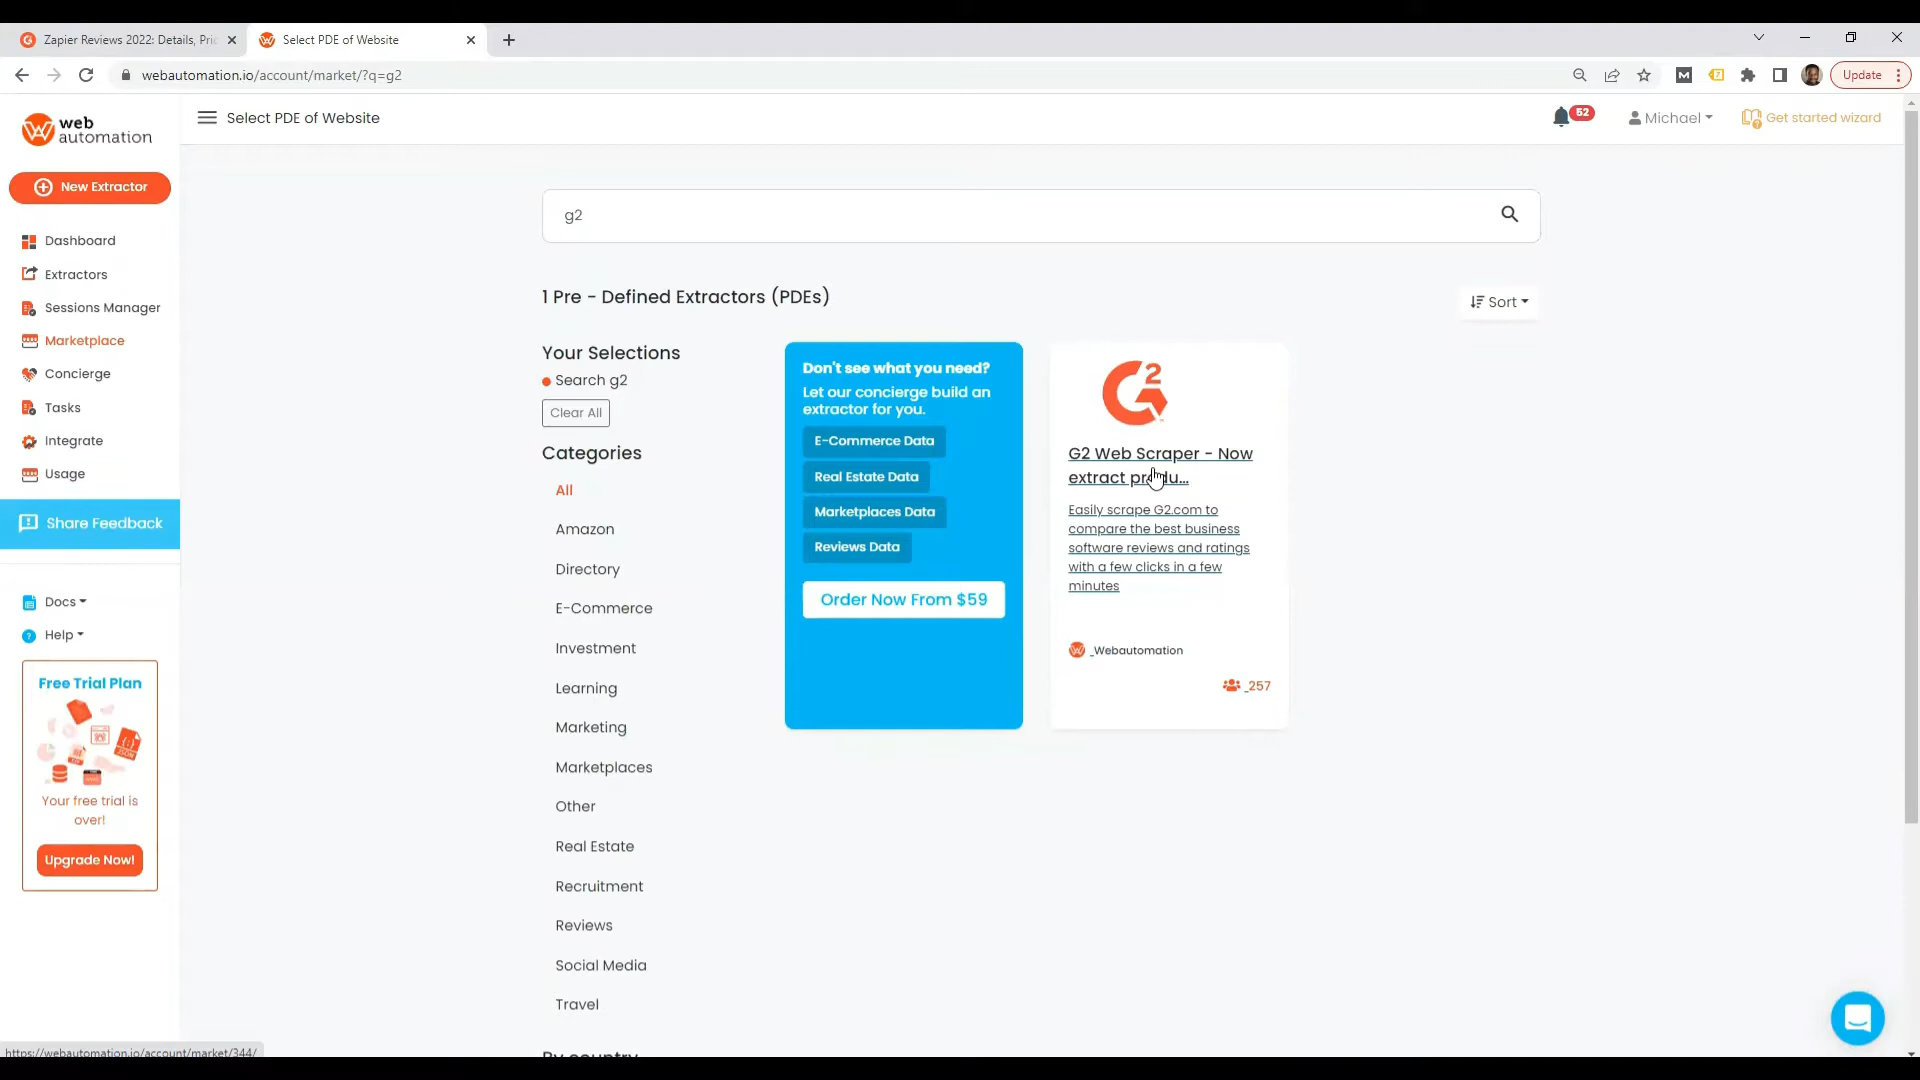 Zapier Reviews 2022: Details, Pric
Select PDE of Website
webautomation.io/account/market/?q=g2
Update
web
automation
Select PDE of Website
52
Michael
Get started wizard
New Extractor
g2
Dashboard
Extractors
Sessions Manager
Marketplace
Concierge
Tasks
Integrate
Usage
Share Feedback
Docs
Help
Free Trial Plan
Your free trial is
over!
Upgrade Now!
1 Pre - Defined Extractors (PDEs)
Sort
Your Selections
Search g2
Clear All
Categories
All
Amazon
Directory
E-Commerce
Investment
Learning
Marketing
Marketplaces
Other
Real Estate
Recruitment
Reviews
Social Media
Travel
By country
Don't see what you need?
Let our concierge build an
extractor for you.
E-Commerce Data
Real Estate Data
Marketplaces Data
Reviews Data
Order Now From $59
G2
G2 Web Scraper - Now
extract produ...
Easily scrape G2.com to
compare the best business
software reviews and ratings
with a few clicks in a few
minutes
_Webautomation
_257
https://webautomation.io/account/market/344/